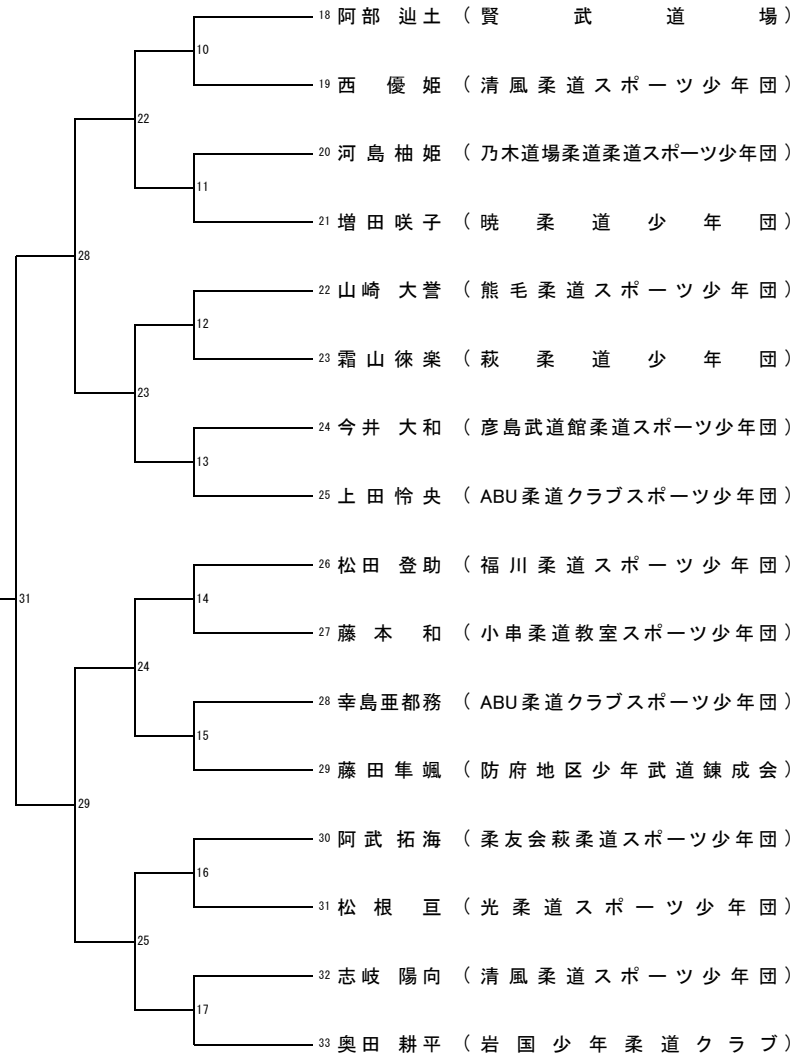 18 阿部 辿土 （賢武道場）
10
19 西 優姫 （清風柔道スポーツ少年団）
22
20 河島柚姫 （乃木道場柔道柔道スポーツ少年団）
11
21 増田咲子 （暁柔道少年団）
28
22 山崎 大誉 （熊毛柔道スポーツ少年団）
12
23 霜山徠楽 （萩柔道少年団）
23
24 今井 大和 （彦島武道館柔道スポーツ少年団）
13
25 上田怜央 （ABU柔道クラブスポーツ少年団）
26 松田 登助 （福川柔道スポーツ少年団）
14
31
27 藤本 和 （小串柔道教室スポーツ少年団）
24
28 幸島亜都務 （ABU柔道クラブスポーツ少年団）
15
29 藤田隼颯 （防府地区少年武道錬成会）
29
30 阿武拓海 （柔友会萩柔道スポーツ少年団）
16
31 松根 亘 （光柔道スポーツ少年団）
25
32 志岐 陽向 （清風柔道スポーツ少年団）
17
33 奥田 耕平 （岩国少年柔道クラブ）